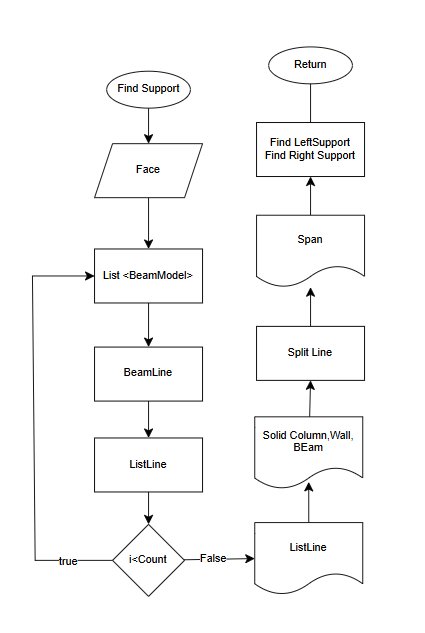 Find Support
Face
List <BeamModel>
BeamLine
ListLine
i<Count
true
False
ListLine
Solid Column,Wall,
BEam
Split Line
Span
Find LeftSupport
Find Right Support
Return